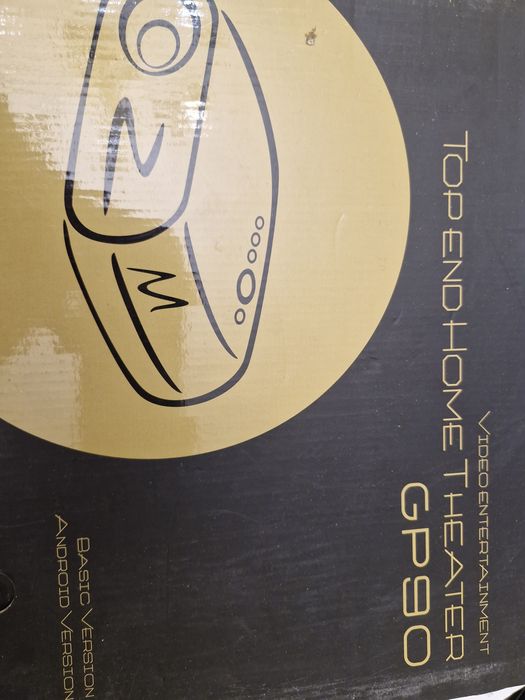 VIDEO ENTERTAINMENT
TOP END HOME THEATER
GP90
BASIC VERSION
ANDROID VERSION